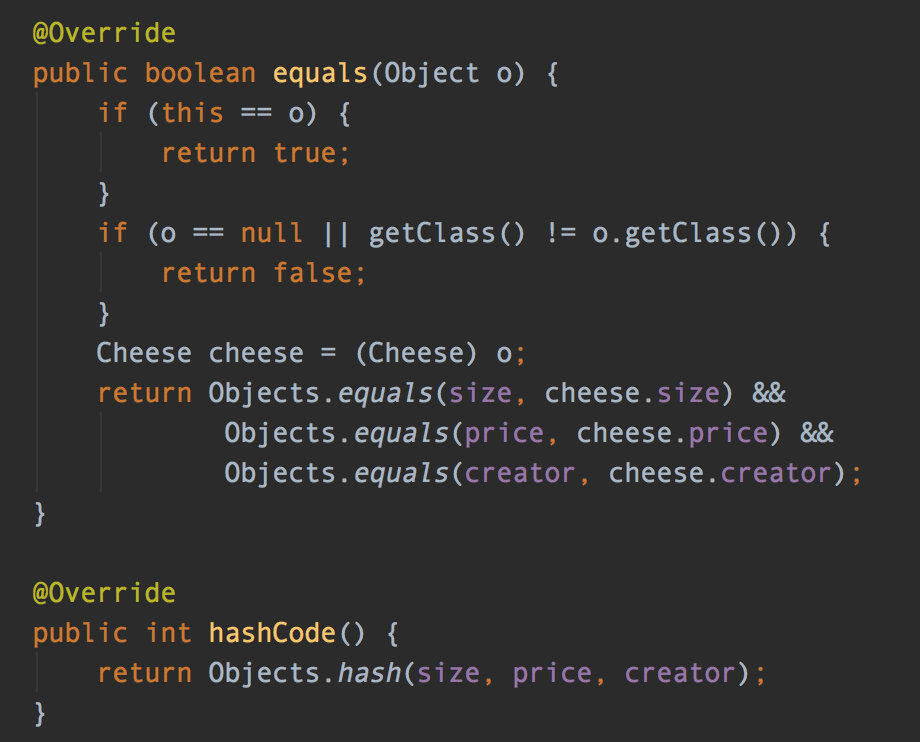 @Override
public boolean equals(Object o) {
    if (this == o) {
        return true;
    }
    if (o == null || getClass() != o.getClass()) {
        return false;
    }
    Cheese cheese = (Cheese) o;
    return Objects.equals(size, cheese.size) &&
            Objects.equals(price, cheese.price) &&
            Objects.equals(creator, cheese.creator);
}

@Override
public int hashCode() {
    return Objects.hash(size, price, creator);
}